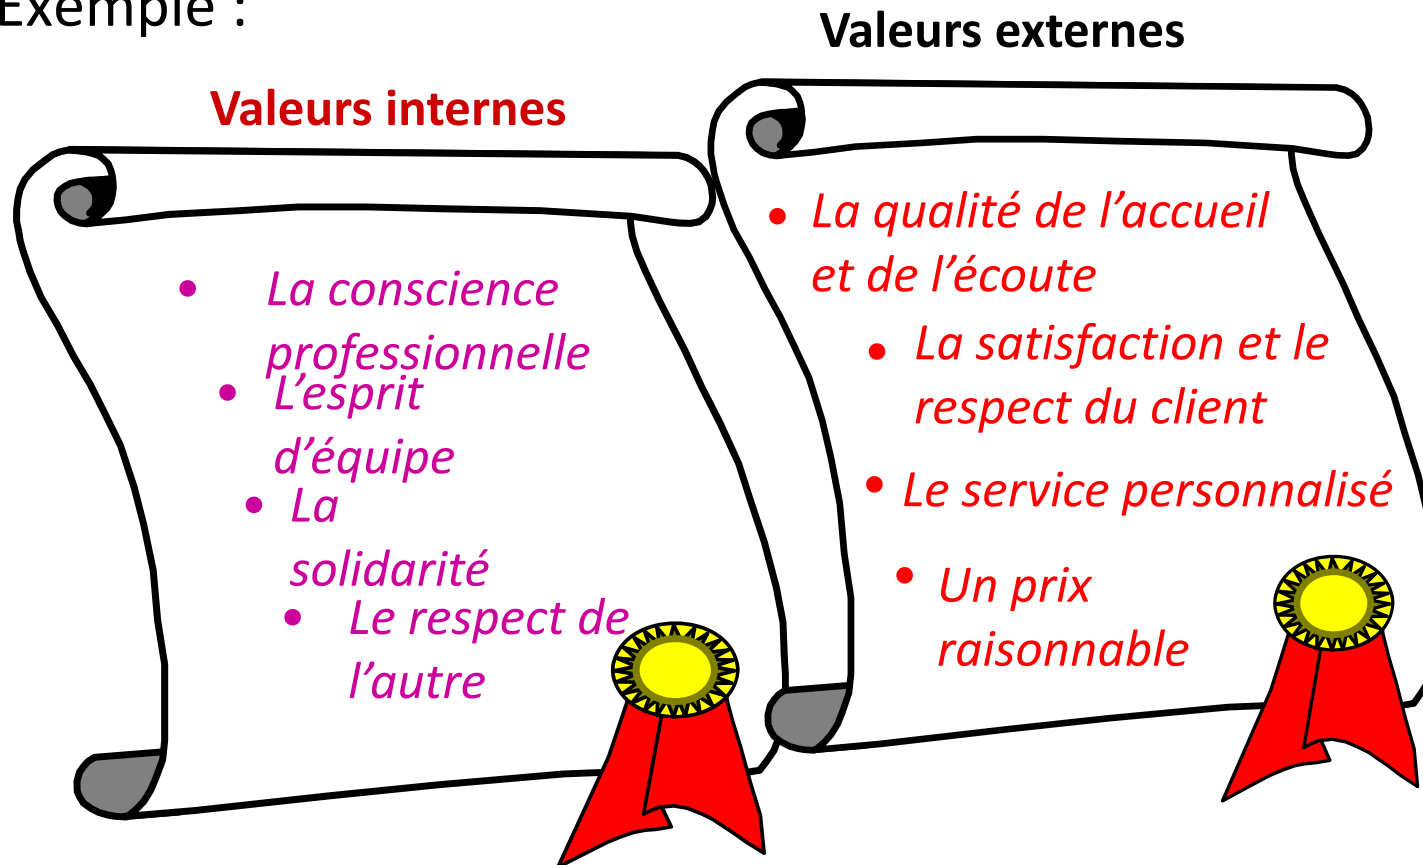 Exemple :
Valeurs internes
• La conscience
professionnelle
• L’esprit
d’équipe
• La
solidarité
• Le respect de
l’autre
Valeurs externes
• La qualité de l’accueil
et de l’écoute
• La satisfaction et le
respect du client
• Le service personnalisé
• Un prix
raisonnable